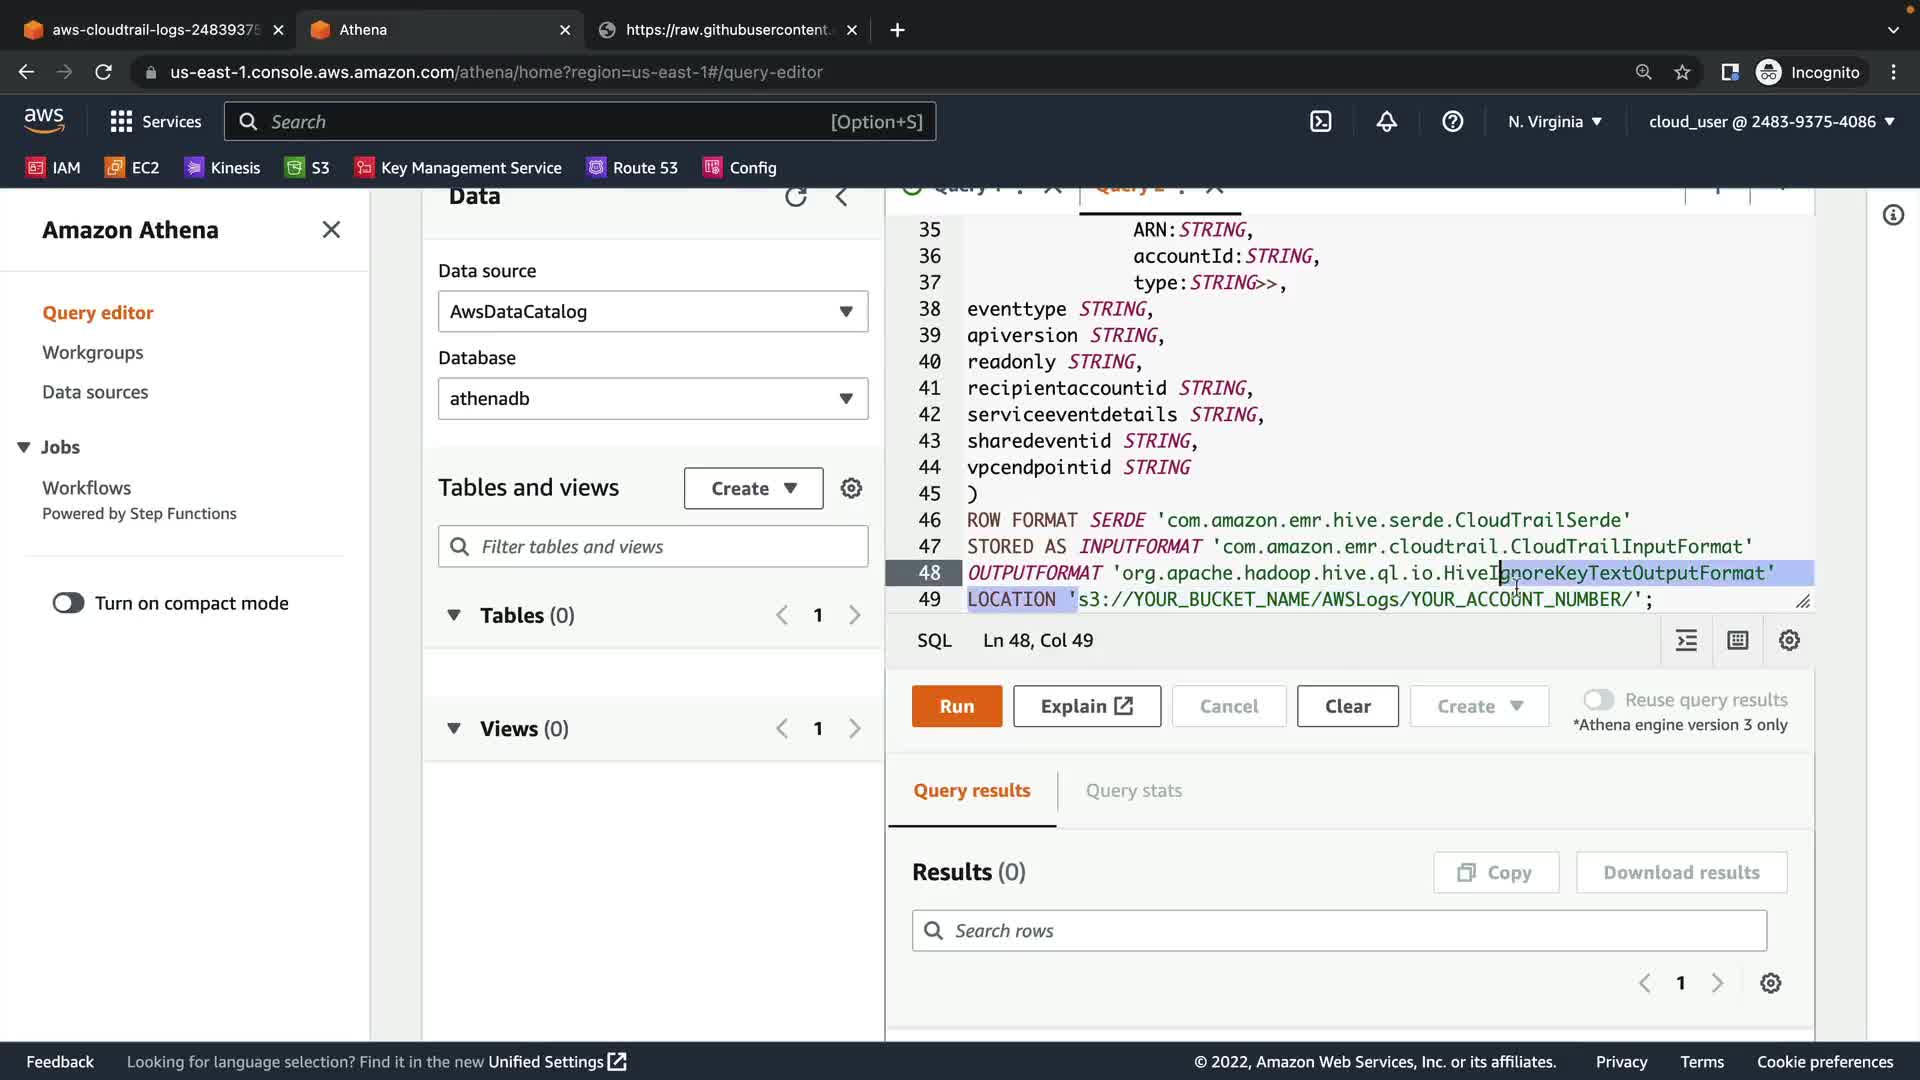 aws-cloudtrail-logs-24839375
Athena
https://raw.githubusercontent.
us-east-1.console.aws.amazon.com/athena/home?region=us-east-1#/query-editor
Incognito
aws
Services
Search
[Option+S]
N. Virginia
cloud_user @ 2483-9375-4086
IAM
EC2
Kinesis
S3
Key Management Service
Route 53
Config
Amazon Athena
Query editor
Workgroups
Data sources
Jobs
Workflows
Powered by Step Functions
Turn on compact mode
Data
Data source
AwsDataCatalog
Database
athenadb
Tables and views
Create
Filter tables and views
Tables (0)
1
Views (0)
1
35 ARN:STRING,
36 accountId:STRING,
37 type:STRING>>,
38 eventtype STRING,
39 apiversion STRING,
40 readonly STRING,
41 recipientaccountid STRING,
42 serviceeventdetails STRING,
43 sharedeventid STRING,
44 vpcendpointid STRING
45 )
46 ROW FORMAT SERDE 'com.amazon.emr.hive.serde.CloudTrailSerde'
47 STORED AS INPUTFORMAT 'com.amazon.emr.cloudtrail.CloudTrailInputFormat'
48 OUTPUTFORMAT 'org.apache.hadoop.hive.ql.io.HiveIgnoreKeyTextOutputFormat'
49 LOCATION 's3://YOUR_BUCKET_NAME/AWSLogs/YOUR_ACCOUNT_NUMBER/';
SQL Ln 48, Col 49
Run
Explain
Cancel
Clear
Create
Reuse query results
*Athena engine version 3 only
Query results
Query stats
Results (0)
Copy
Download results
Search rows
1
Feedback
Looking for language selection? Find it in the new Unified Settings
© 2022, Amazon Web Services, Inc. or its affiliates.
Privacy
Terms
Cookie preferences